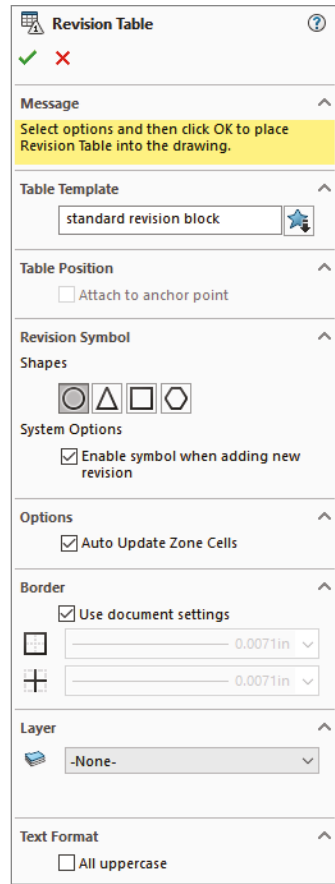 Revision Table
Message
Select options and then click OK to place
Revision Table into the drawing.
Table Template
standard revision block
Table Position
Attach to anchor point
Revision Symbol
Shapes
System Options
Enable symbol when adding new
revision
Options
Auto Update Zone Cells
Border
Use document settings
0.0071in
0.0071in
Layer
-None-
Text Format
All uppercase